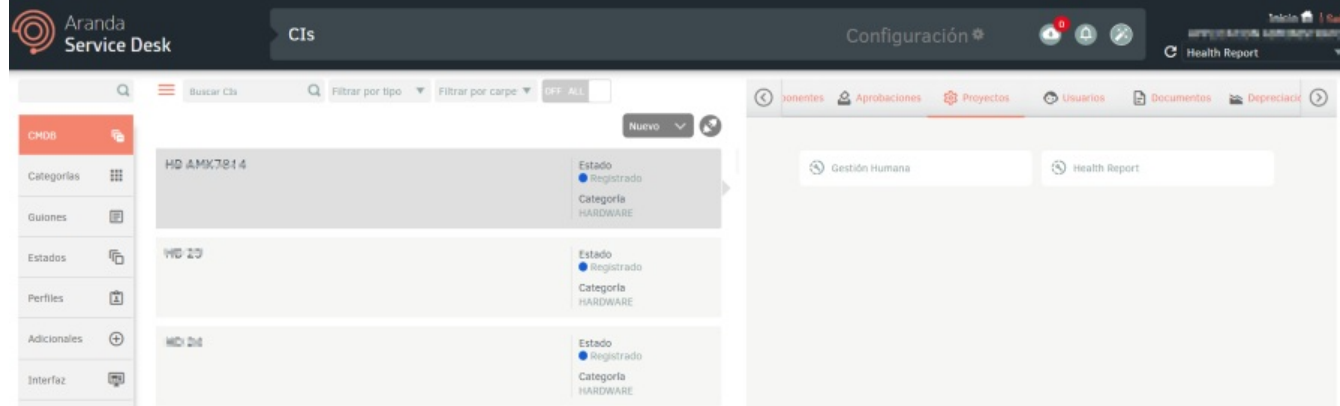 Aranda
Service Desk
CIs
Configuración
0
Inicio
Health Report
Buscar CIs
Filtrar por tipo
Filtrar por carpe
OFF ALL
ponentes
Aprobaciones
Proyectos
Usuarios
Documentos
Depreciació
CMDB
Categorías
Guiones
Estados
Perfiles
Adicionales
Interfaz
Nuevo
Estado
Registrado
Categoría
HARDWARE
Estado
Registrado
Categoría
HARDWARE
Estado
Registrado
Categoría
HARDWARE
Gestión Humana
Health Report